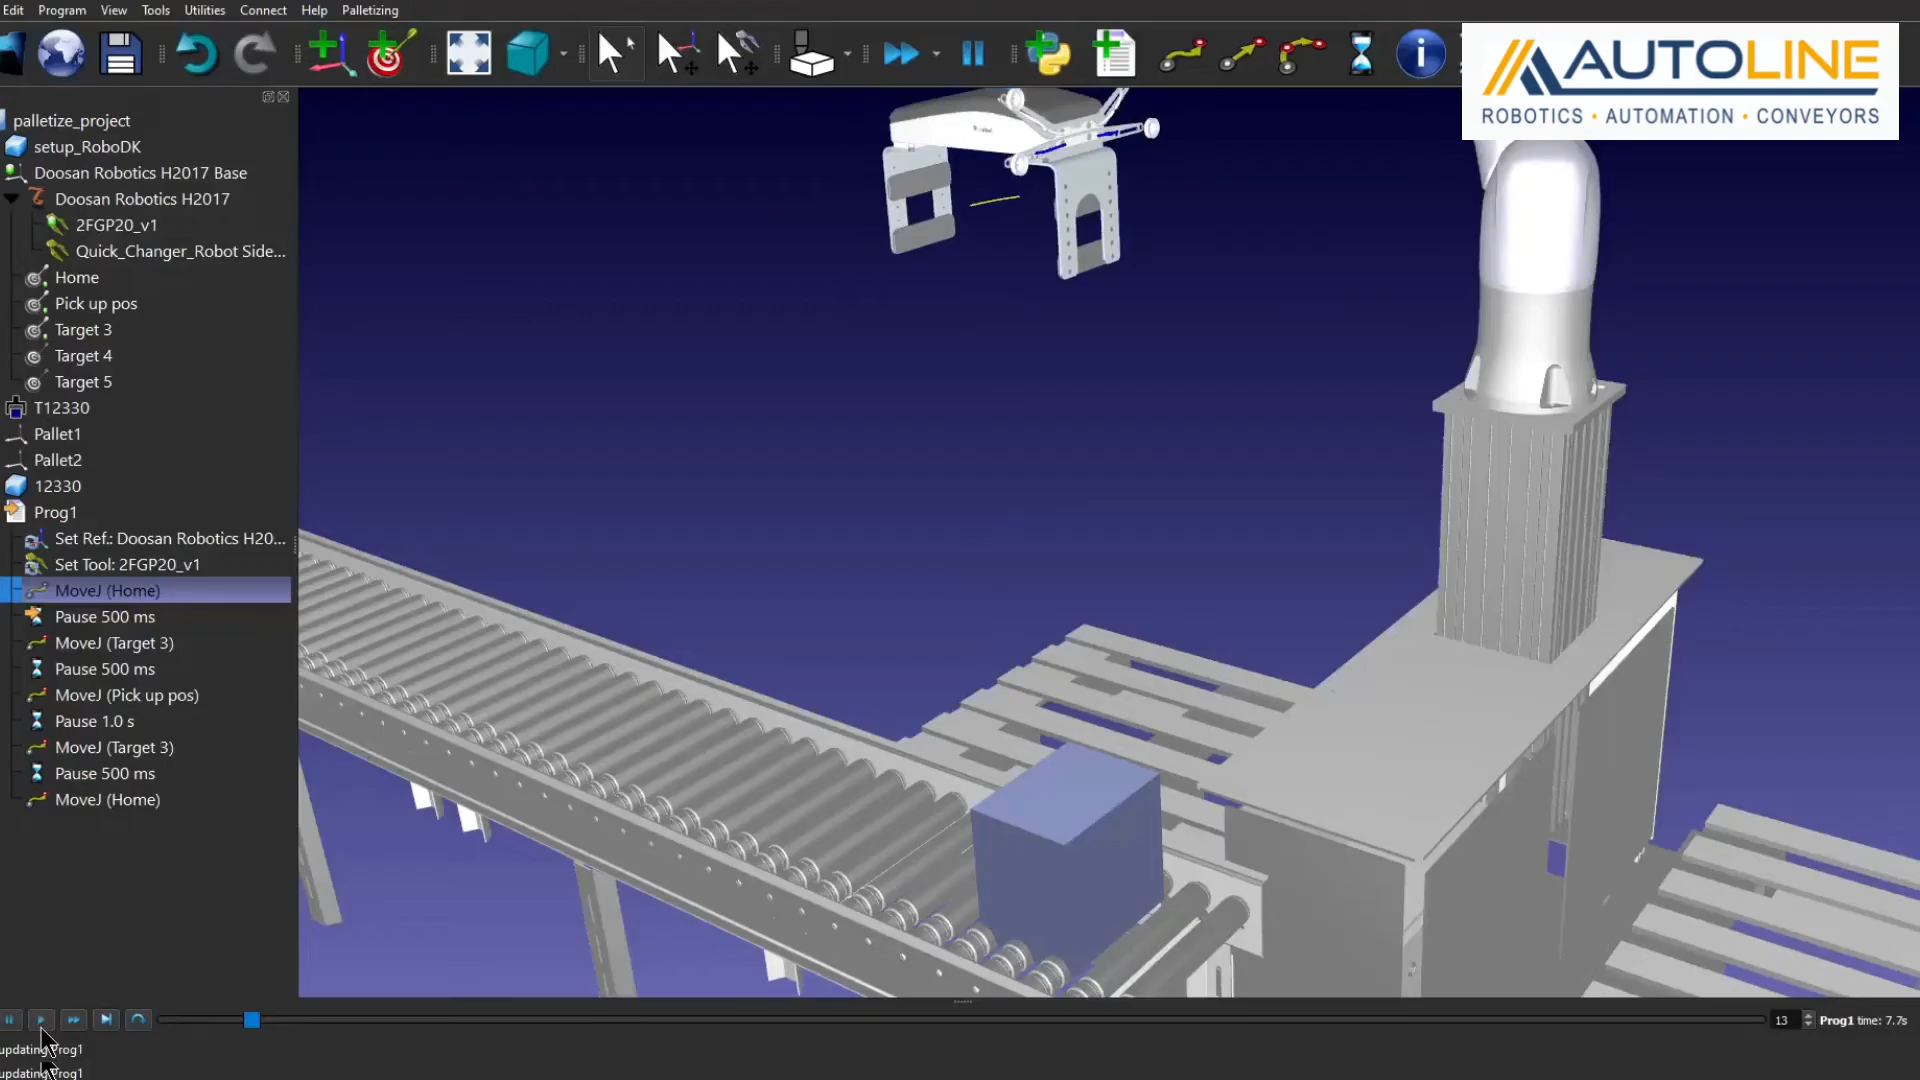 Edit Program View Tools Utilities Connect Help Palletizing
AUTOLINE
ROBOTICS • AUTOMATION • CONVEYORS
palletize_project
setup_RoboDK
Doosan Robotics H2017 Base
Doosan Robotics H2017
2FGP20_v1
Quick_Changer_Robot Side...
Home
Pick up pos
Target 3
Target 4
Target 5
T12330
Pallet1
Pallet2
12330
Prog1
Set Ref.: Doosan Robotics H20...
Set Tool: 2FGP20_v1
MoveJ (Home)
Pause 500 ms
MoveJ (Target 3)
Pause 500 ms
MoveJ (Pick up pos)
Pause 1.0 s
MoveJ (Target 3)
Pause 500 ms
MoveJ (Home)
13 Prog1 time: 7.7s
updating Prog1
updating Prog1